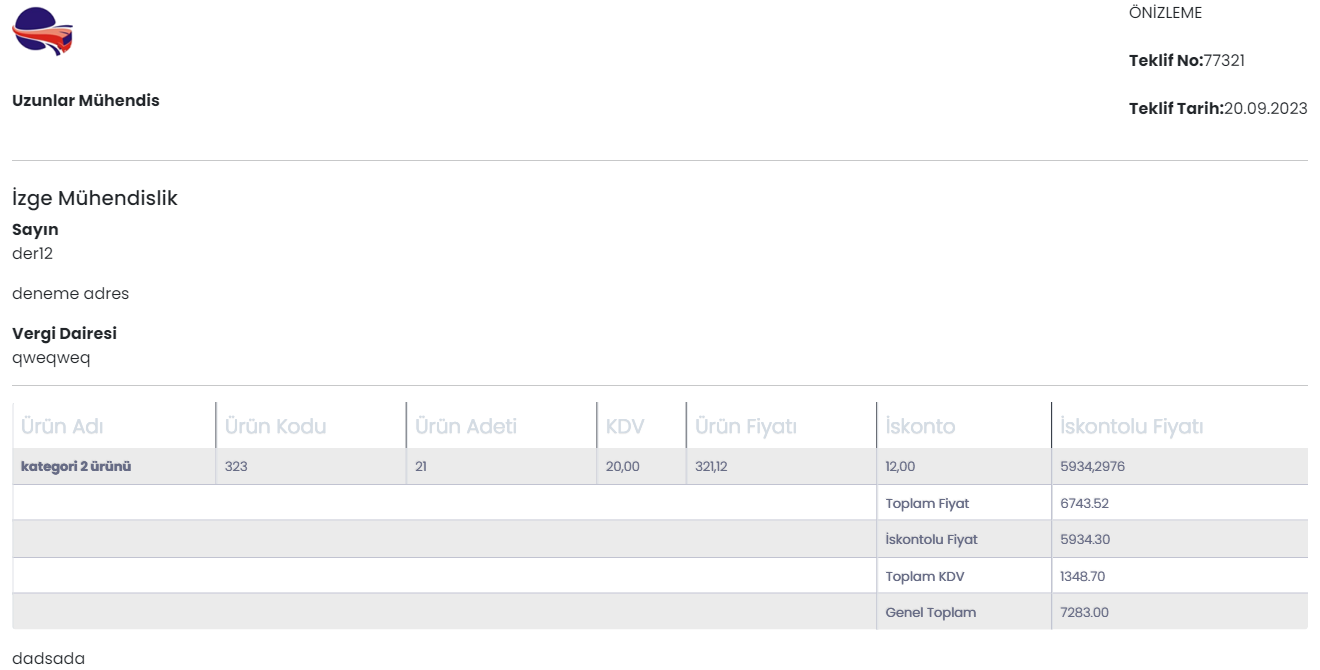 ÖNİZLEME
Teklif No:77321
Uzunlar Mühendis
Teklif Tarih:20.09.2023
İzge Mühendislik
Sayın
der12
deneme adres
Vergi Dairesi
qweqweq
Ürün Adı Ürün Kodu Ürün Adeti KDV Ürün Fiyatı İskonto İskontolu Fiyatı
kategori 2 ürünü 323 21 20,00 321,12 12,00 5934,2976
Toplam Fiyat 6743.52
İskontolu Fiyat 5934.30
Toplam KDV 1348.70
Genel Toplam 7283.00
dadsada